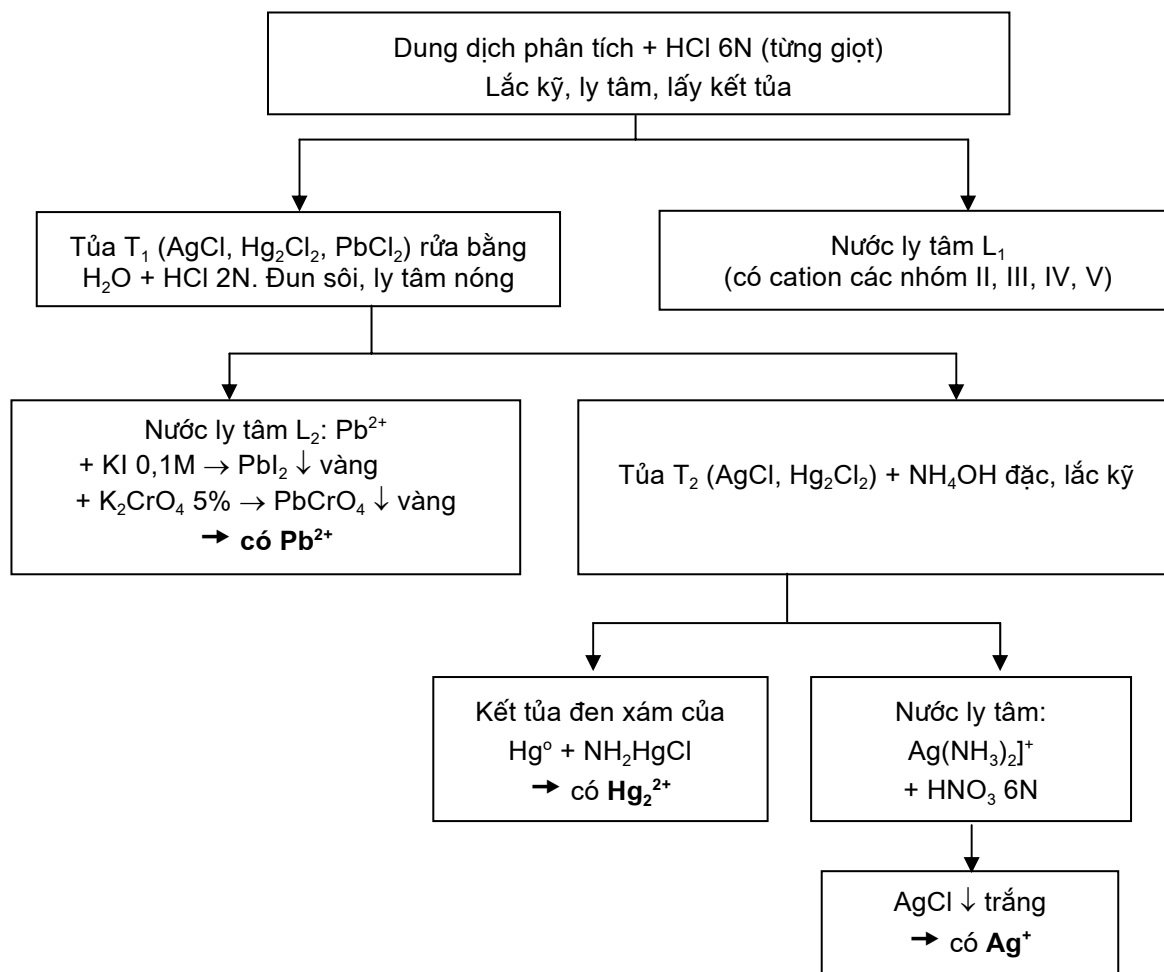 Dung dịch phân tích + HCl 6N (từng giọt)
Lắc kỹ, ly tâm, lấy kết tủa
Tủa T₁ (AgCl, Hg₂Cl₂, PbCl₂) rửa bằng
H₂O + HCl 2N. Đun sôi, ly tâm nóng
Nước ly tâm L₁
(có cation các nhóm II, III, IV, V)
Nước ly tâm L₂: Pb²⁺
+ KI 0,1M → PbI₂ ↓ vàng
+ K₂CrO₄ 5% → PbCrO₄ ↓ vàng
→ có Pb²⁺
Tủa T₂ (AgCl, Hg₂Cl₂) + NH₄OH đặc, lắc kỹ
Kết tủa đen xám của
Hgᵒ + NH₂HgCl
→ có Hg₂²⁺
Nước ly tâm:
Ag(NH₃)₂]⁺
+ HNO₃ 6N
AgCl ↓ trắng
→ có Ag⁺